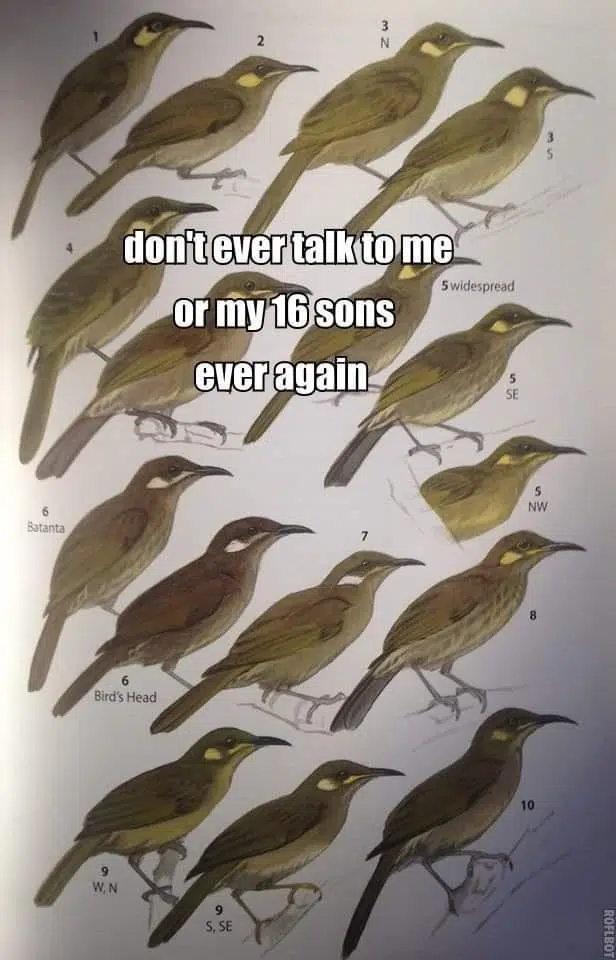 1
2
3
N
3
S
4
don't ever talk to me
or my 16 sons
ever again
5 widespread
5
SE
5
NW
6
Batanta
7
8
6
Bird's Head
9
W, N
9
S, SE
10
ROFLBOT